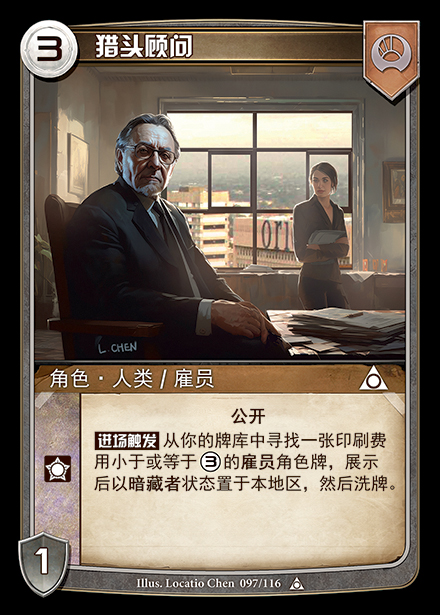 3 猎头顾问
ori
L. CHEN
角色 · 人类 / 雇员
公开
进场触发 从你的牌库中寻找一张印刷费
用小于或等于③的雇员角色牌，展示
后以暗藏者状态置于本地区，然后洗牌。
1
Illus. Locatio Chen 097/116